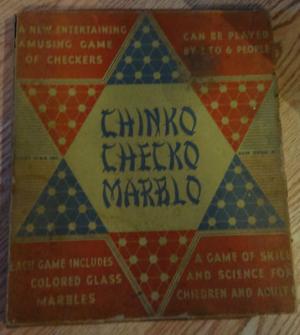 A NEW ENTERTAINING
AMUSING GAME
OF CHECKERS
CAN BE PLAYED
BY 2 TO 6 PEOPLE
CHINKO
CHECKO
MARBLO
EACH GAME INCLUDES
COLORED GLASS
MARBLES
A GAME OF SKILL
AND SCIENCE FOR
CHILDREN AND ADULT